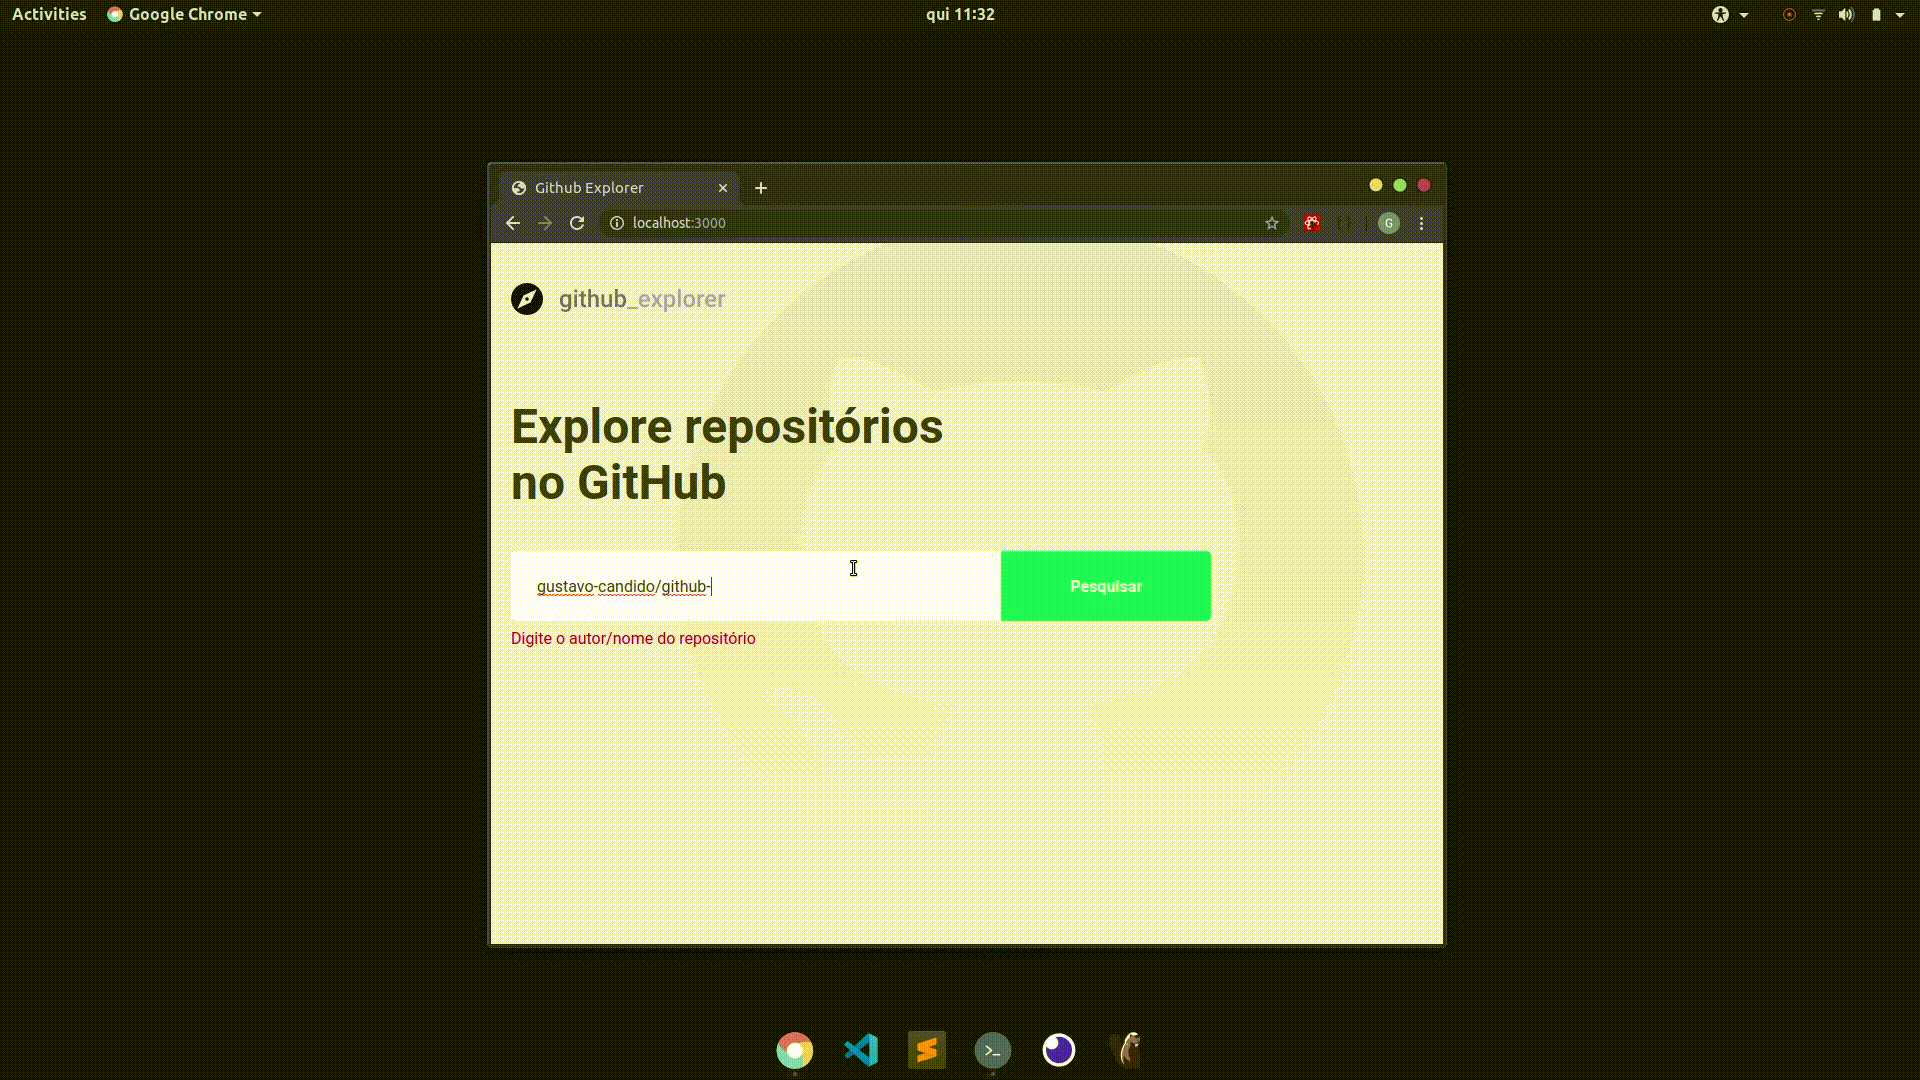 Activities Google Chrome qui 11:32
Github Explorer
localhost:3000 G
github_explorer
Explore repositórios
no GitHub
gustavo-candido/github- Pesquisar
Digite o autor/nome do repositório